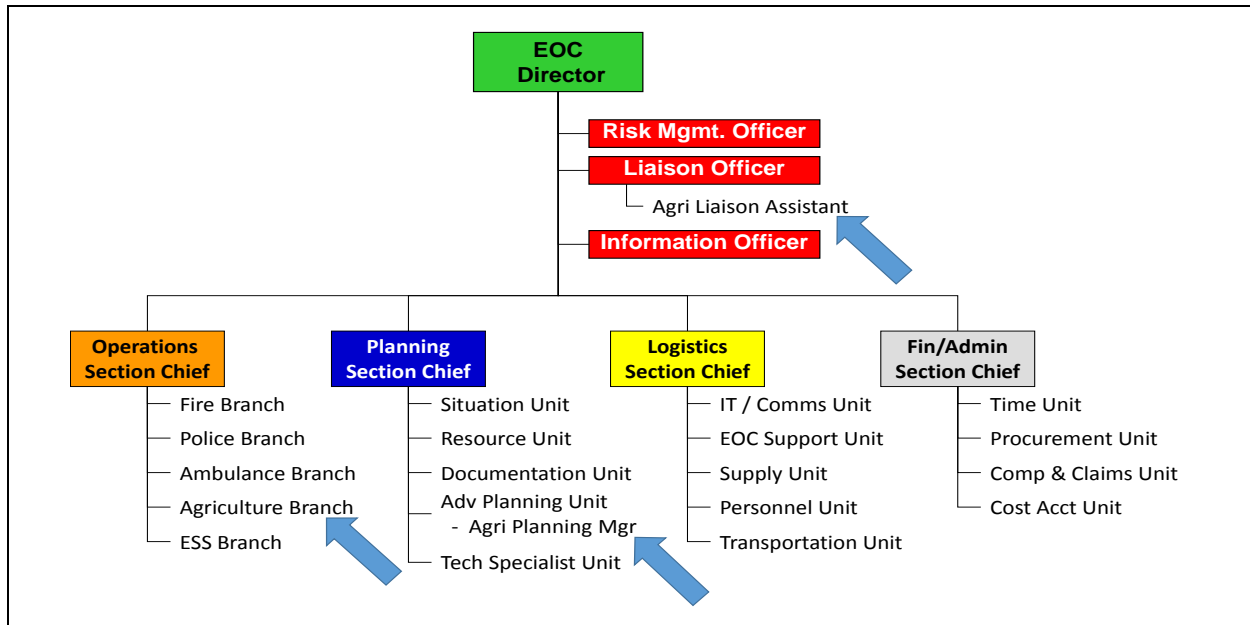 EOC
Director
Risk Mgmt. Officer
Liaison Officer
Agri Liaison Assistant
Information Officer
Operations
Section Chief
Fire Branch
Police Branch
Ambulance Branch
Agriculture Branch
ESS Branch
Planning
Section Chief
Situation Unit
Resource Unit
Documentation Unit
Adv Planning Unit
- Agri Planning Mgr
Tech Specialist Unit
Logistics
Section Chief
IT / Comms Unit
EOC Support Unit
Supply Unit
Personnel Unit
Transportation Unit
Fin/Admin
Section Chief
Time Unit
Procurement Unit
Comp & Claims Unit
Cost Acct Unit